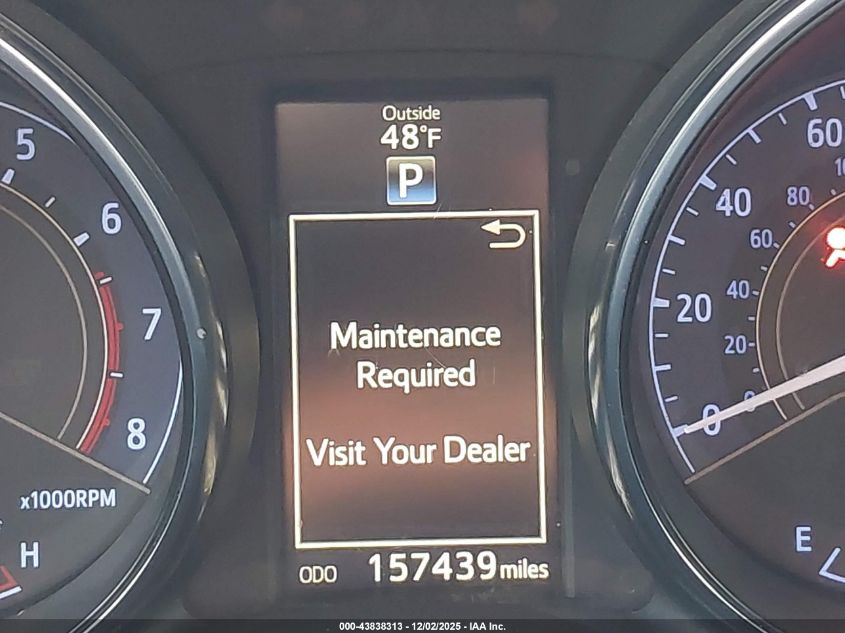 Outside
48°F
P
Maintenance
Required
Visit Your Dealer
ODO 157439 miles
5
6
7
8
x1000RPM
H
60
40
20
0
80
60
40
20
0
E
000-43838313 - 12/02/2025 - IAA Inc.